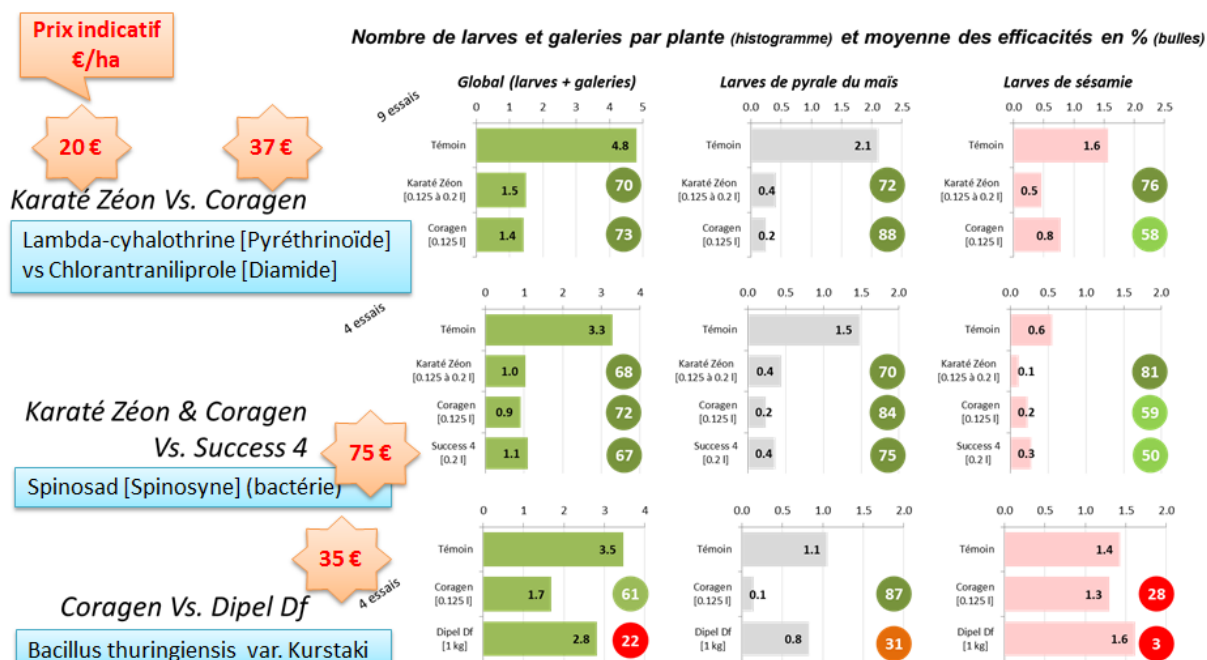 Prix indicatif
€/ha
Nombre de larves et galeries par plante (histogramme) et moyenne des efficacités en % (bulles)
20 €
37 €
Karaté Zéon Vs. Coragen
Lambda-cyhalothrine [Pyréthrinoïde]
vs Chlorantraniliprole [Diamide]
9 essais
Global (larves + galeries)
0 1 2 3 4 5
Témoin 4.8
Karaté Zéon
[0.125 à 0.2 l] 1.5 70
Coragen
[0.125 l] 1.4 73
Larves de pyrale du maïs
0.0 0.5 1.0 1.5 2.0 2.5
Témoin 2.1
Karaté Zéon
[0.125 à 0.2 l] 0.4 72
Coragen
[0.125 l] 0.2 88
Larves de sésamie
0.0 0.5 1.0 1.5 2.0 2.5
Témoin 1.6
Karaté Zéon
[0.125 à 0.2 l] 0.5 76
Coragen
[0.125 l] 0.8 58
Karaté Zéon & Coragen
Vs. Success 4
75 €
Spinosad [Spinosyne] (bactérie)
4 essais
0 1 2 3 4
Témoin 3.3
Karaté Zéon
[0.125 à 0.2 l] 1.0 68
Coragen
[0.125 l] 0.9 72
Success 4
[0.2 l] 1.1 67
0.0 0.5 1.0 1.5 2.0
Témoin 1.5
Karaté Zéon
[0.125 à 0.2 l] 0.4 70
Coragen
[0.125 l] 0.2 84
Success 4
[0.2 l] 0.4 75
0.0 0.5 1.0 1.5 2.0
Témoin 0.6
Karaté Zéon
[0.125 à 0.2 l] 0.1 81
Coragen
[0.125 l] 0.2 59
Success 4
[0.2 l] 0.3 50
35 €
Coragen Vs. Dipel Df
Bacillus thuringiensis var. Kurstaki
4 essais
0 1 2 3 4
Témoin 3.5
Coragen
[0.125 l] 1.7 61
Dipel Df
[1 kg] 2.8 22
0.0 0.5 1.0 1.5 2.0
Témoin 1.1
Coragen
[0.125 l] 0.1 87
Dipel Df
[1 kg] 0.8 31
0.0 0.5 1.0 1.5 2.0
Témoin 1.4
Coragen
[0.125 l] 1.3 28
Dipel Df
[1 kg] 1.6 3